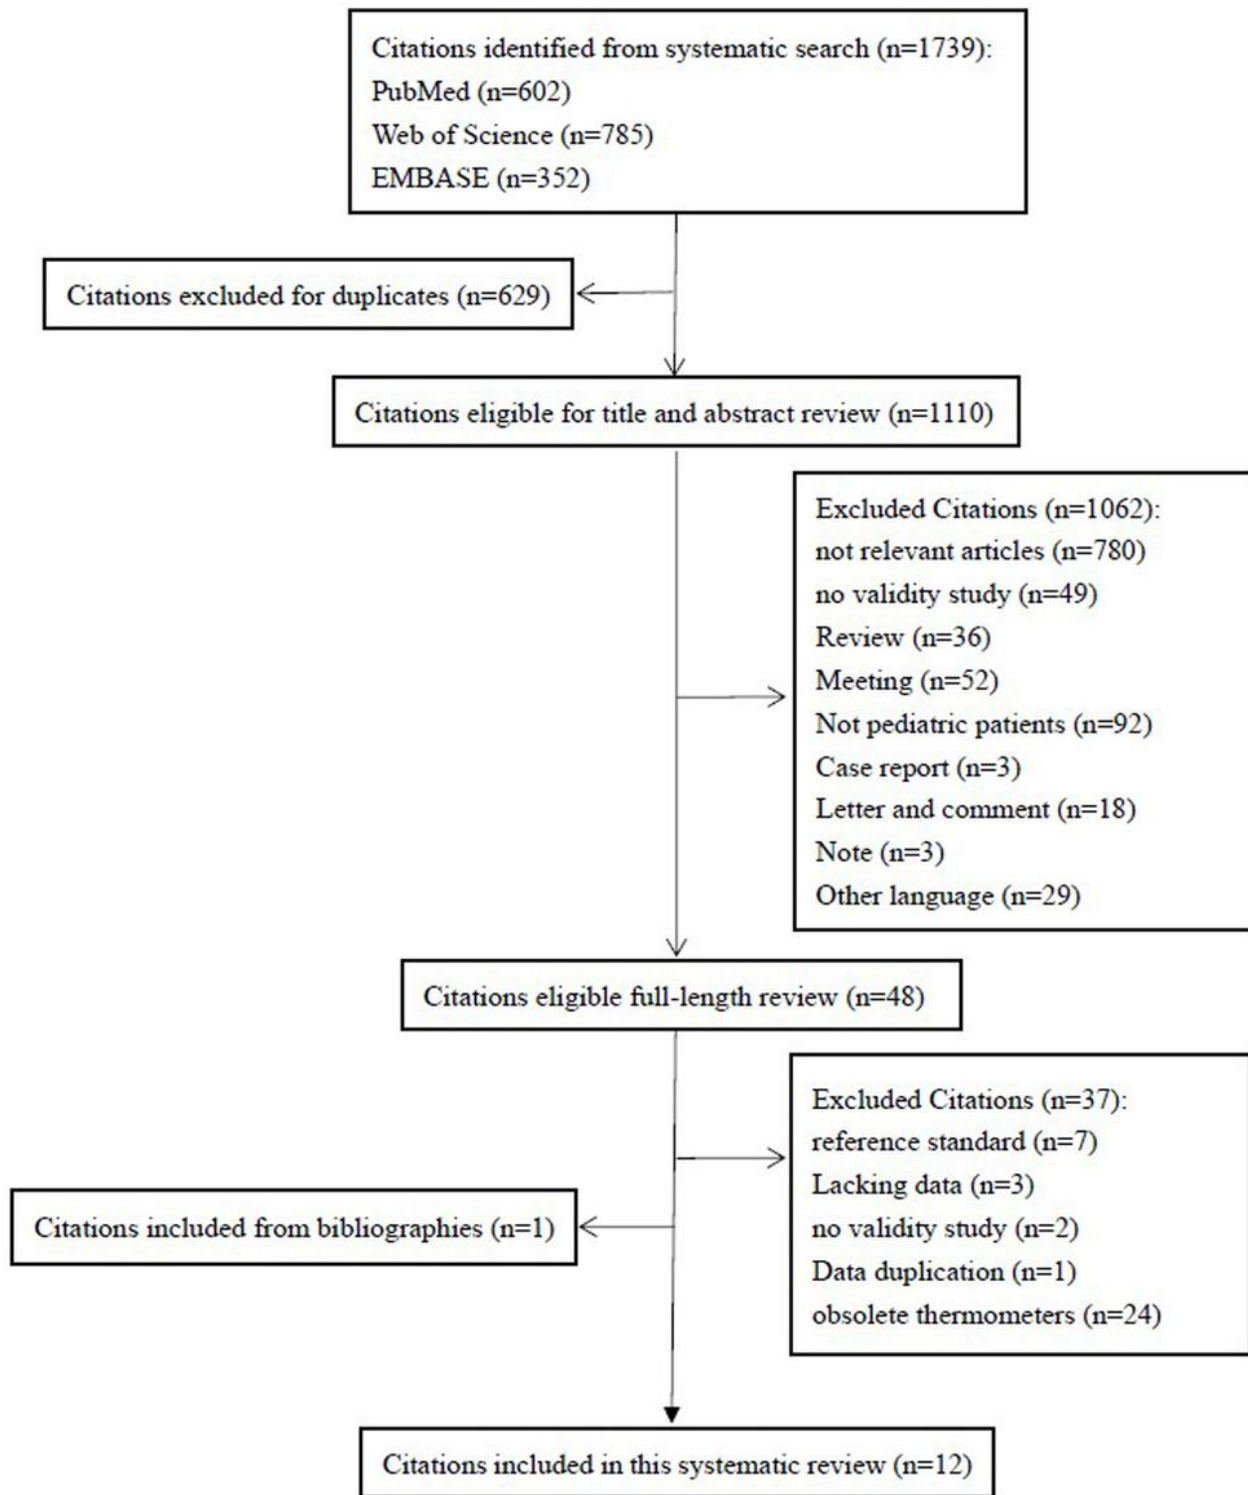 Citations identified from systematic search (n=1739):
PubMed (n=602)
Web of Science (n=785)
EMBASE (n=352)
Citations excluded for duplicates (n=629)
Citations eligible for title and abstract review (n=1110)
Excluded Citations (n=1062):
not relevant articles (n=780)
no validity study (n=49)
Review (n=36)
Meeting (n=52)
Not pediatric patients (n=92)
Case report (n=3)
Letter and comment (n=18)
Note (n=3)
Other language (n=29)
Citations eligible full-length review (n=48)
Excluded Citations (n=37):
reference standard (n=7)
Lacking data (n=3)
no validity study (n=2)
Data duplication (n=1)
obsolete thermometers (n=24)
Citations included from bibliographies (n=1)
Citations included in this systematic review (n=12)